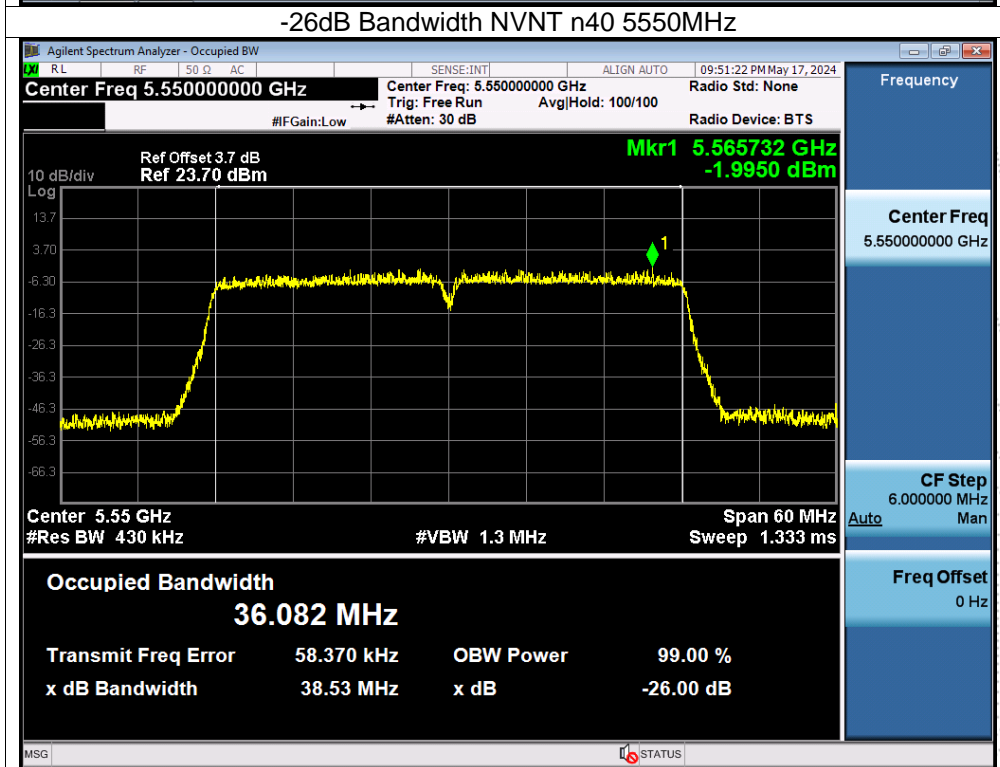 -26dB Bandwidth NVNT n40 5550MHz
Agilent Spectrum Analyzer - Occupied BW
LXI RL RF 50 Ω AC SENSE:INT ALIGN AUTO 09:51:22 PM May 17, 2024
Center Freq 5.550000000 GHz
Center Freq: 5.550000000 GHz
Radio Std: None
Trig: Free Run Avg|Hold: 100/100
#IFGain:Low #Atten: 30 dB Radio Device: BTS
Frequency
Mkr1 5.565732 GHz
-1.9950 dBm
Ref Offset 3.7 dB
10 dB/div Ref 23.70 dBm
Log
13.7
3.70
-6.30
-16.3
-26.3
-36.3
-46.3
-56.3
-66.3
1
Center 5.55 GHz Span 60 MHz
#Res BW 430 kHz #VBW 1.3 MHz Sweep 1.333 ms
Center Freq
5.550000000 GHz
CF Step
6.000000 MHz
Auto Man
Freq Offset
0 Hz
Occupied Bandwidth
36.082 MHz
Transmit Freq Error 58.370 kHz OBW Power 99.00 %
x dB Bandwidth 38.53 MHz x dB -26.00 dB
MSG STATUS